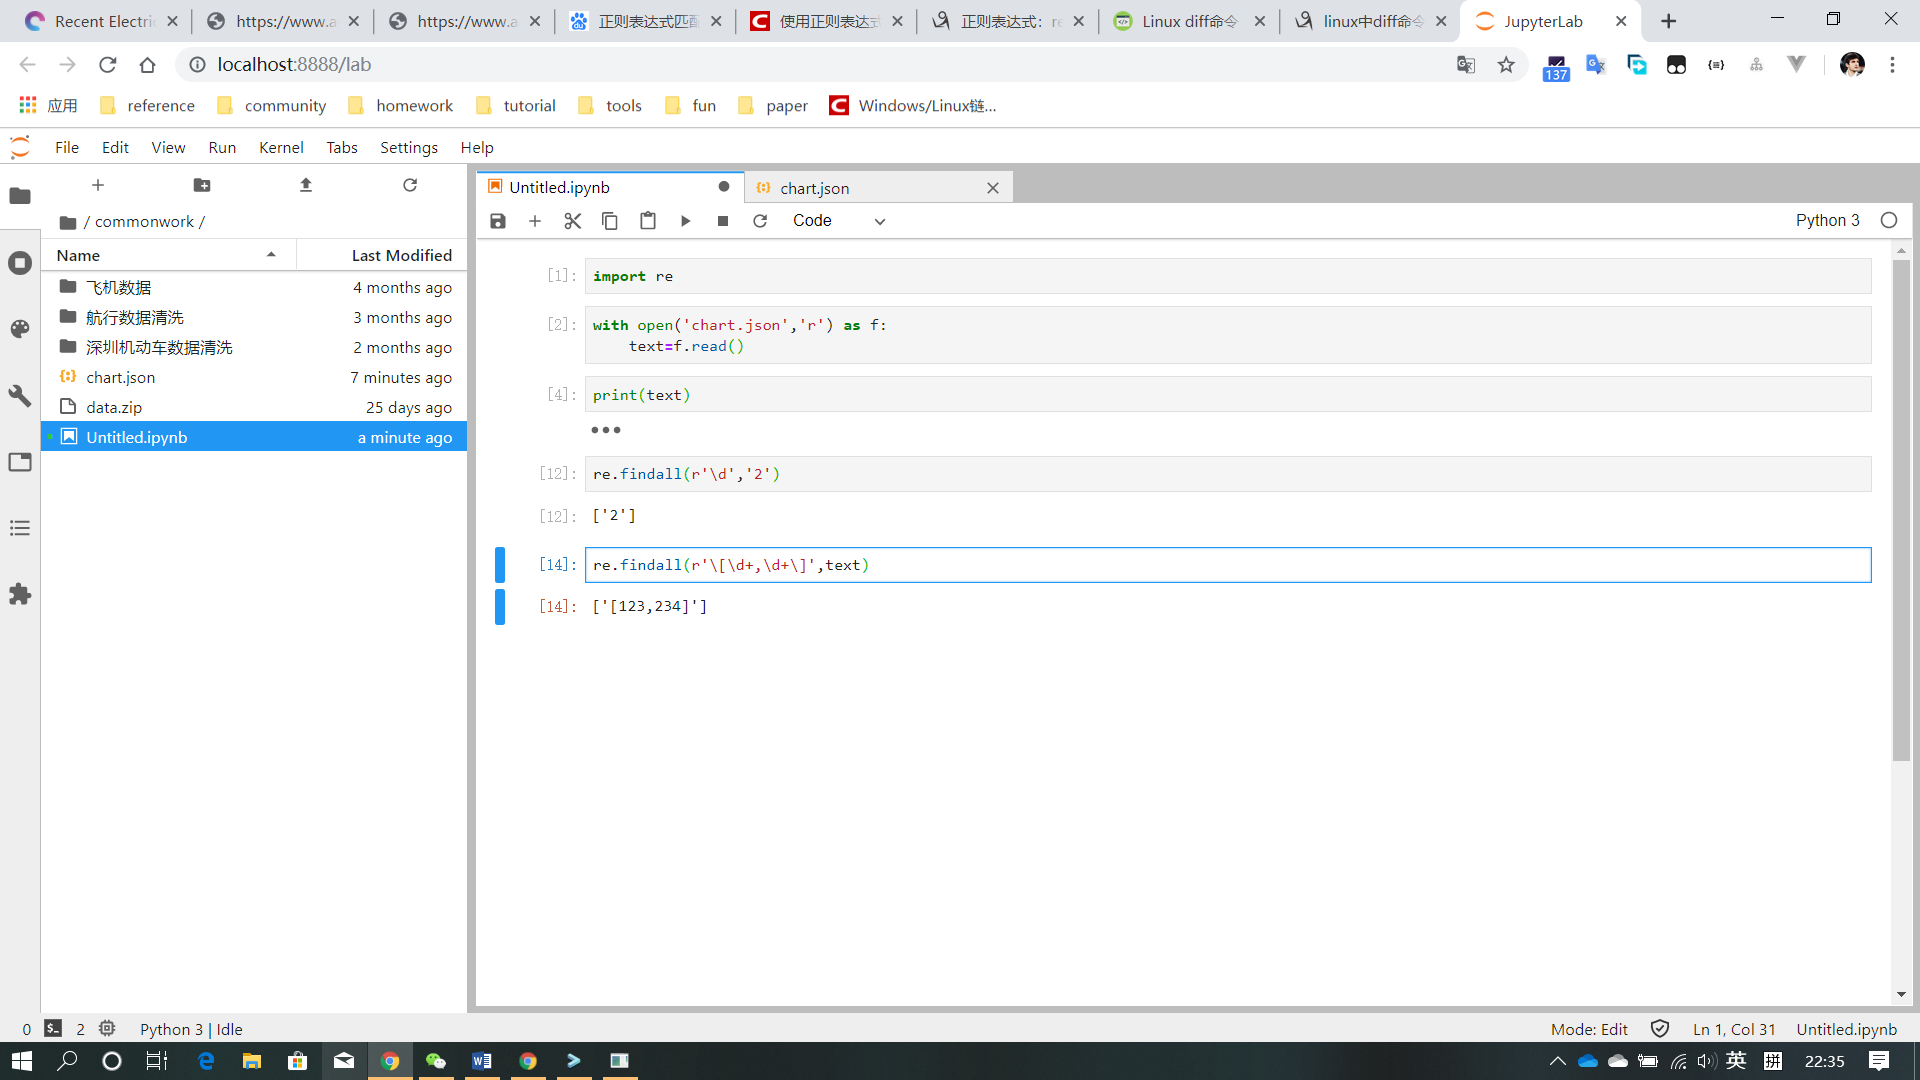 Recent Electri
https://www.a
https://www.a
正则表达式匹配
使用正则表达式
正则表达式：re
Linux diff命令
linux中diff命令
JupyterLab
localhost:8888/lab
137
应用
reference
community
homework
tutorial
tools
fun
paper
Windows/Linux链...
File
Edit
View
Run
Kernel
Tabs
Settings
Help
/ commonwork /
Name
Last Modified
飞机数据
4 months ago
航行数据清洗
3 months ago
深圳机动车数据清洗
2 months ago
chart.json
7 minutes ago
data.zip
25 days ago
Untitled.ipynb
a minute ago
Untitled.ipynb
chart.json
Code
Python 3
[1]:
import re
[2]:
with open('chart.json','r') as f:
    text=f.read()
[4]:
print(text)
[12]:
re.findall(r'\d','2')
[12]:
['2']
[14]:
re.findall(r'\[\d+,\d+\]',text)
[14]:
['[123,234]']
0
2
Python 3 | Idle
Mode: Edit
Ln 1, Col 31
Untitled.ipynb
英
拼
22:35